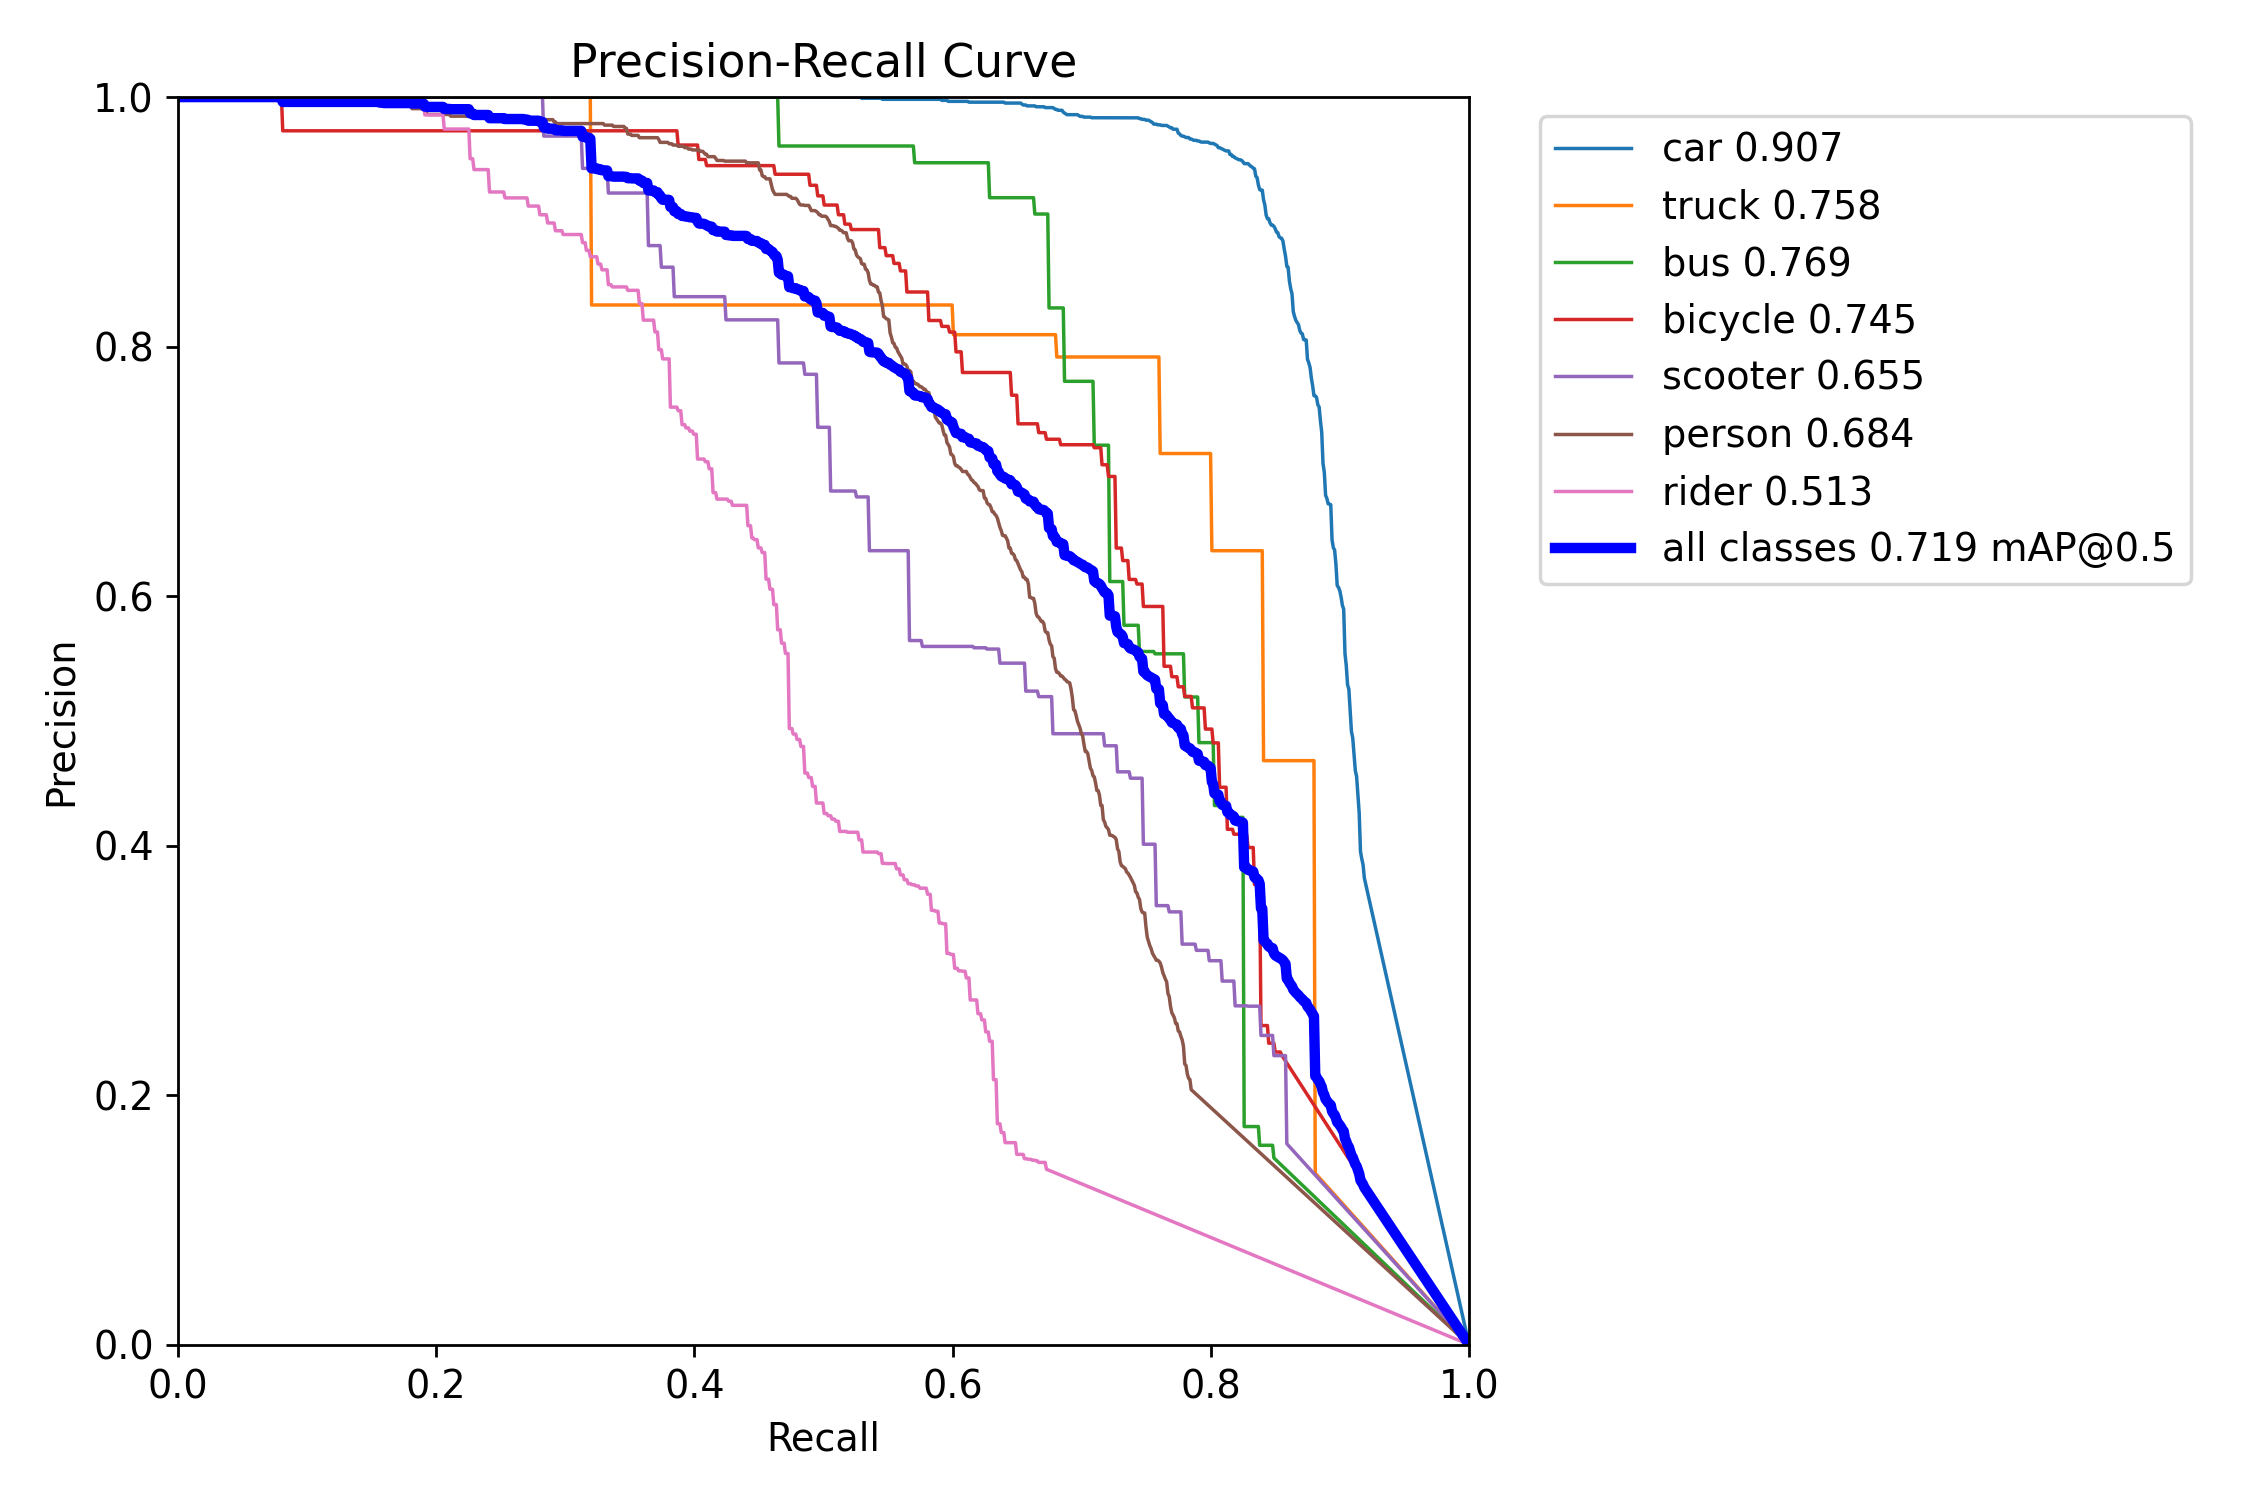 Precision-Recall Curve
1.0
0.8
0.6
0.4
0.2
0.0
Precision
0.0 0.2 0.4 0.6 0.8 1.0
Recall
car 0.907
truck 0.758
bus 0.769
bicycle 0.745
scooter 0.655
person 0.684
rider 0.513
all classes 0.719 mAP@0.5